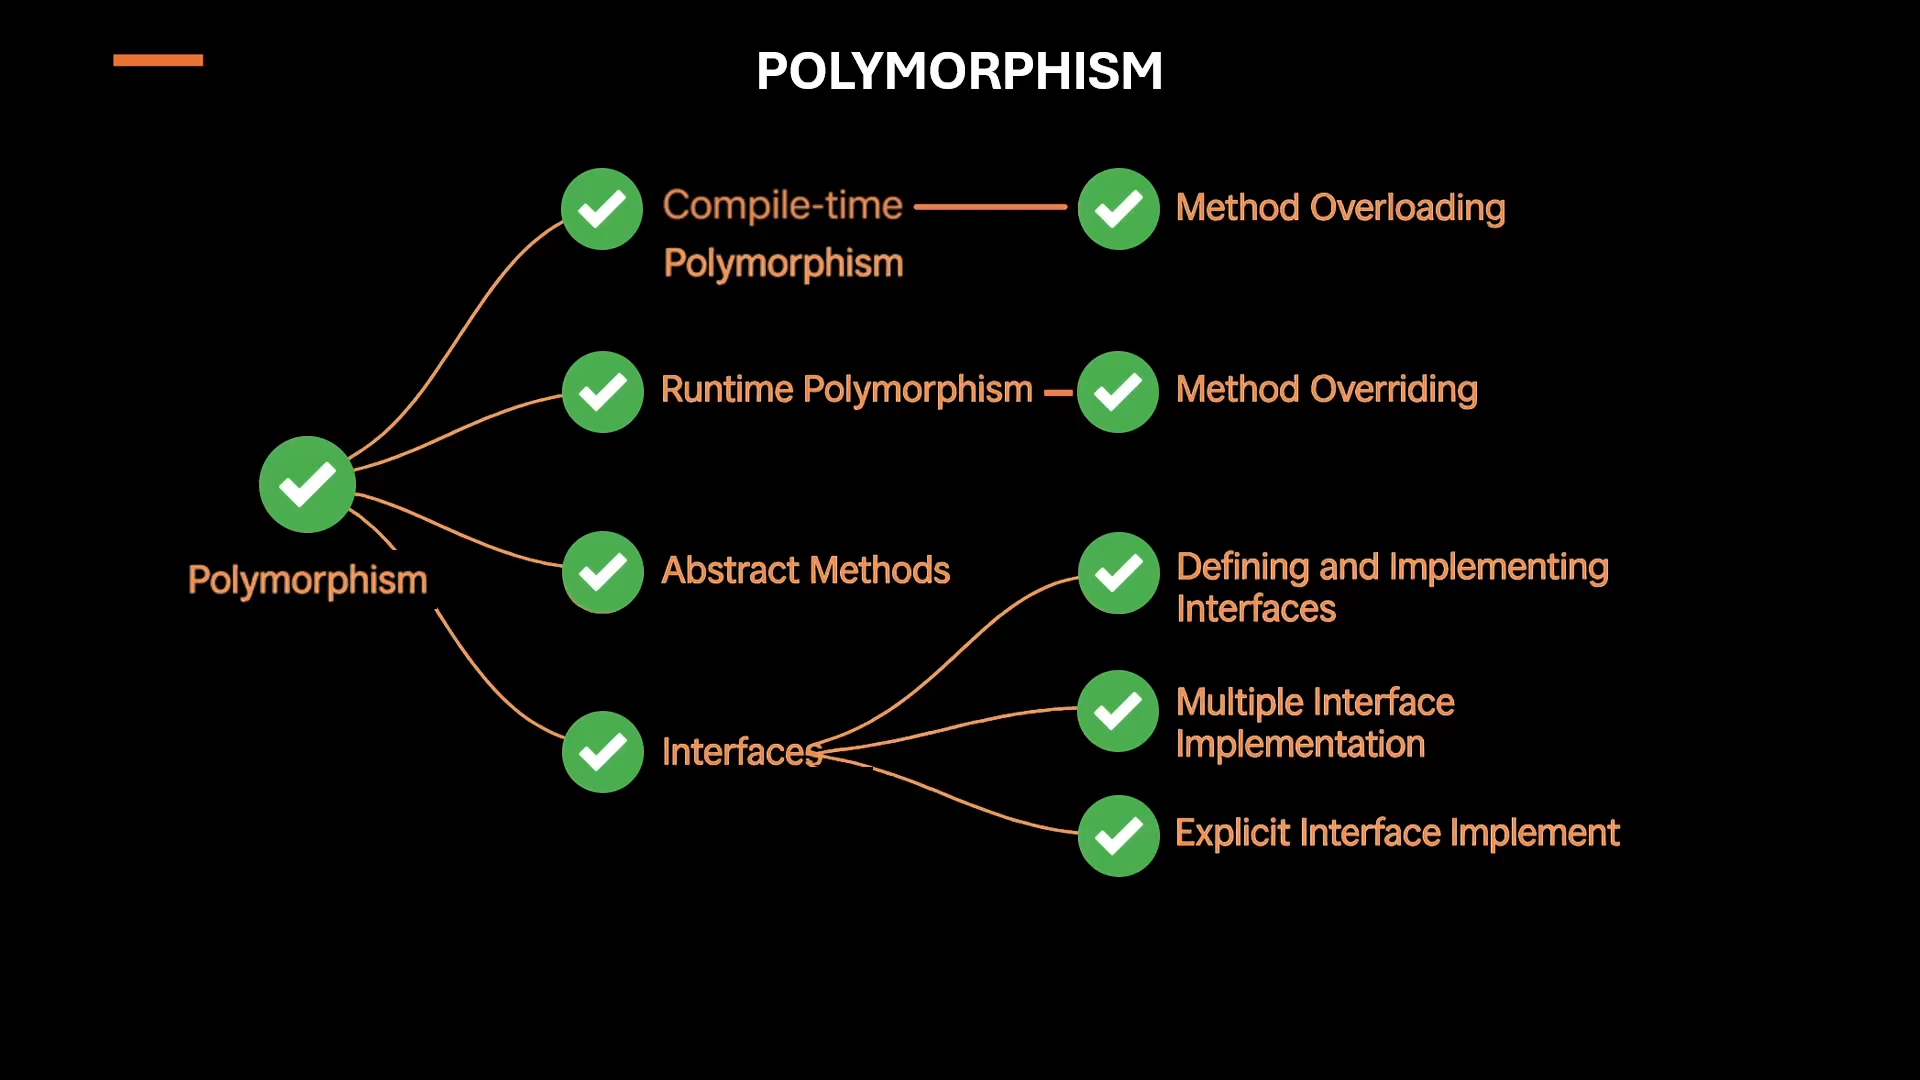 POLYMORPHISM
Compile-time
Polymorphism
Method Overloading
Runtime Polymorphism
Method Overriding
Polymorphism
Abstract Methods
Defining and Implementing
Interfaces
Interfaces
Multiple Interface
Implementation
Explicit Interface Implement